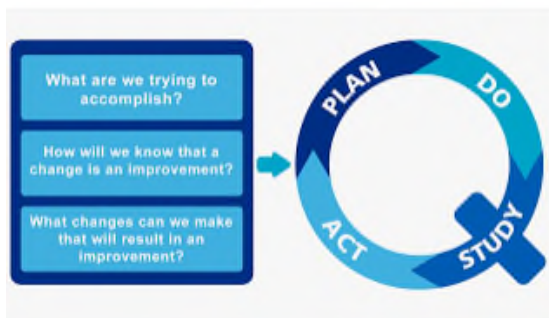 What are we trying to
accomplish?
How will we know that a
change is an improvement?
What changes can we make
that will result in an
improvement?
PLAN
DO
STUDY
ACT